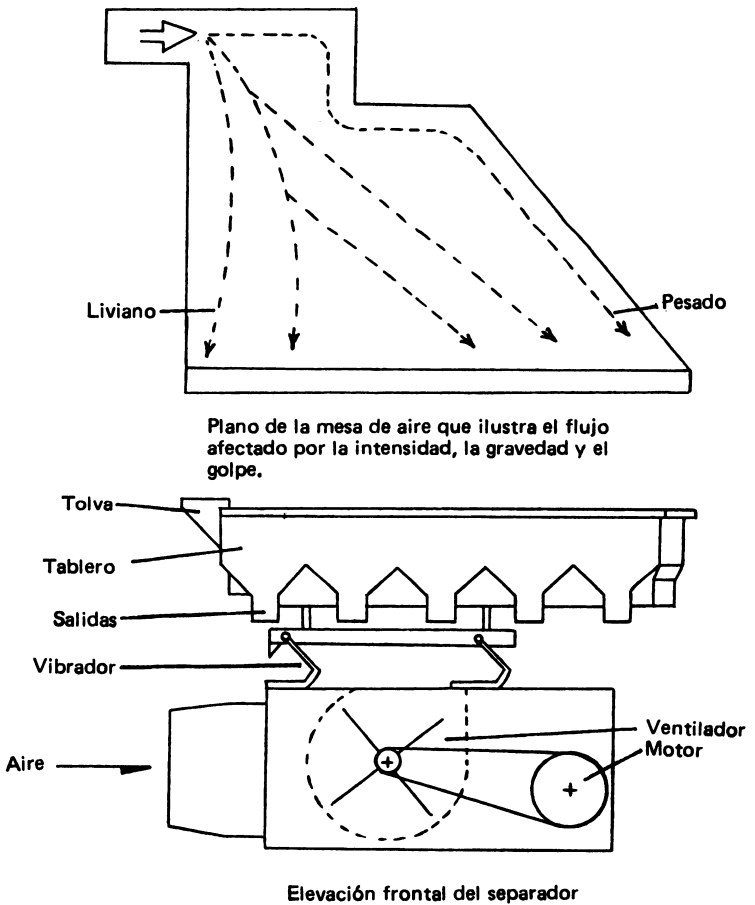 Liviano
Pesado
Plano de la mesa de aire que ilustra el flujo
afectado por la intensidad, la gravedad y el
golpe.
Tolva
Tablero
Salidas
Vibrador
Ventilador
Motor
Aire
Elevación frontal del separador